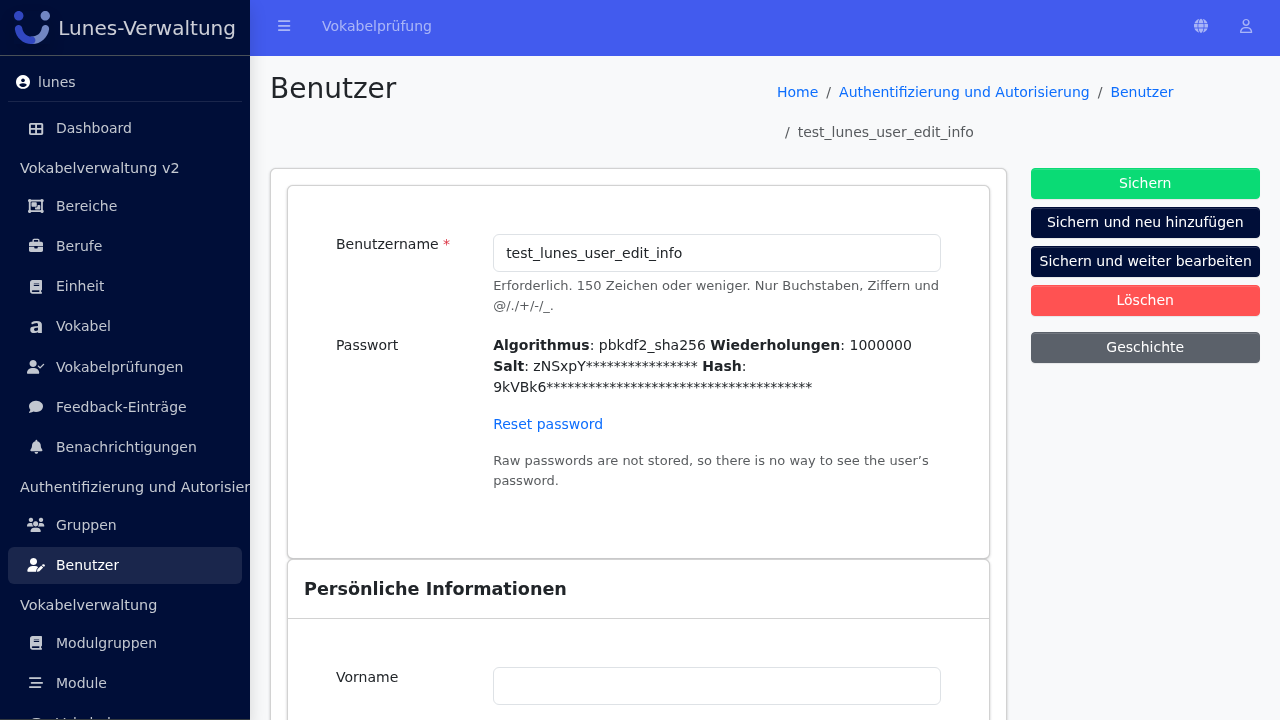 Lunes-Verwaltung
lunes
Dashboard
Vokabelverwaltung v2
Bereiche
Berufe
Einheit
Vokabel
Vokabelprüfungen
Feedback-Einträge
Benachrichtigungen
Authentifizierung und Autorisier
Gruppen
Benutzer
Vokabelverwaltung
Modulgruppen
Module
Vokabelprüfung
Benutzer
Home / Authentifizierung und Autorisierung / Benutzer
/ test_lunes_user_edit_info
Benutzername *
test_lunes_user_edit_info
Erforderlich. 150 Zeichen oder weniger. Nur Buchstaben, Ziffern und
@/./+/-/_.
Passwort
Algorithmus: pbkdf2_sha256 Wiederholungen: 1000000
Salt: zNSxpY**************** Hash:
9kVBk6**************************************
Reset password
Raw passwords are not stored, so there is no way to see the user’s
password.
Persönliche Informationen
Vorname
Sichern
Sichern und neu hinzufügen
Sichern und weiter bearbeiten
Löschen
Geschichte